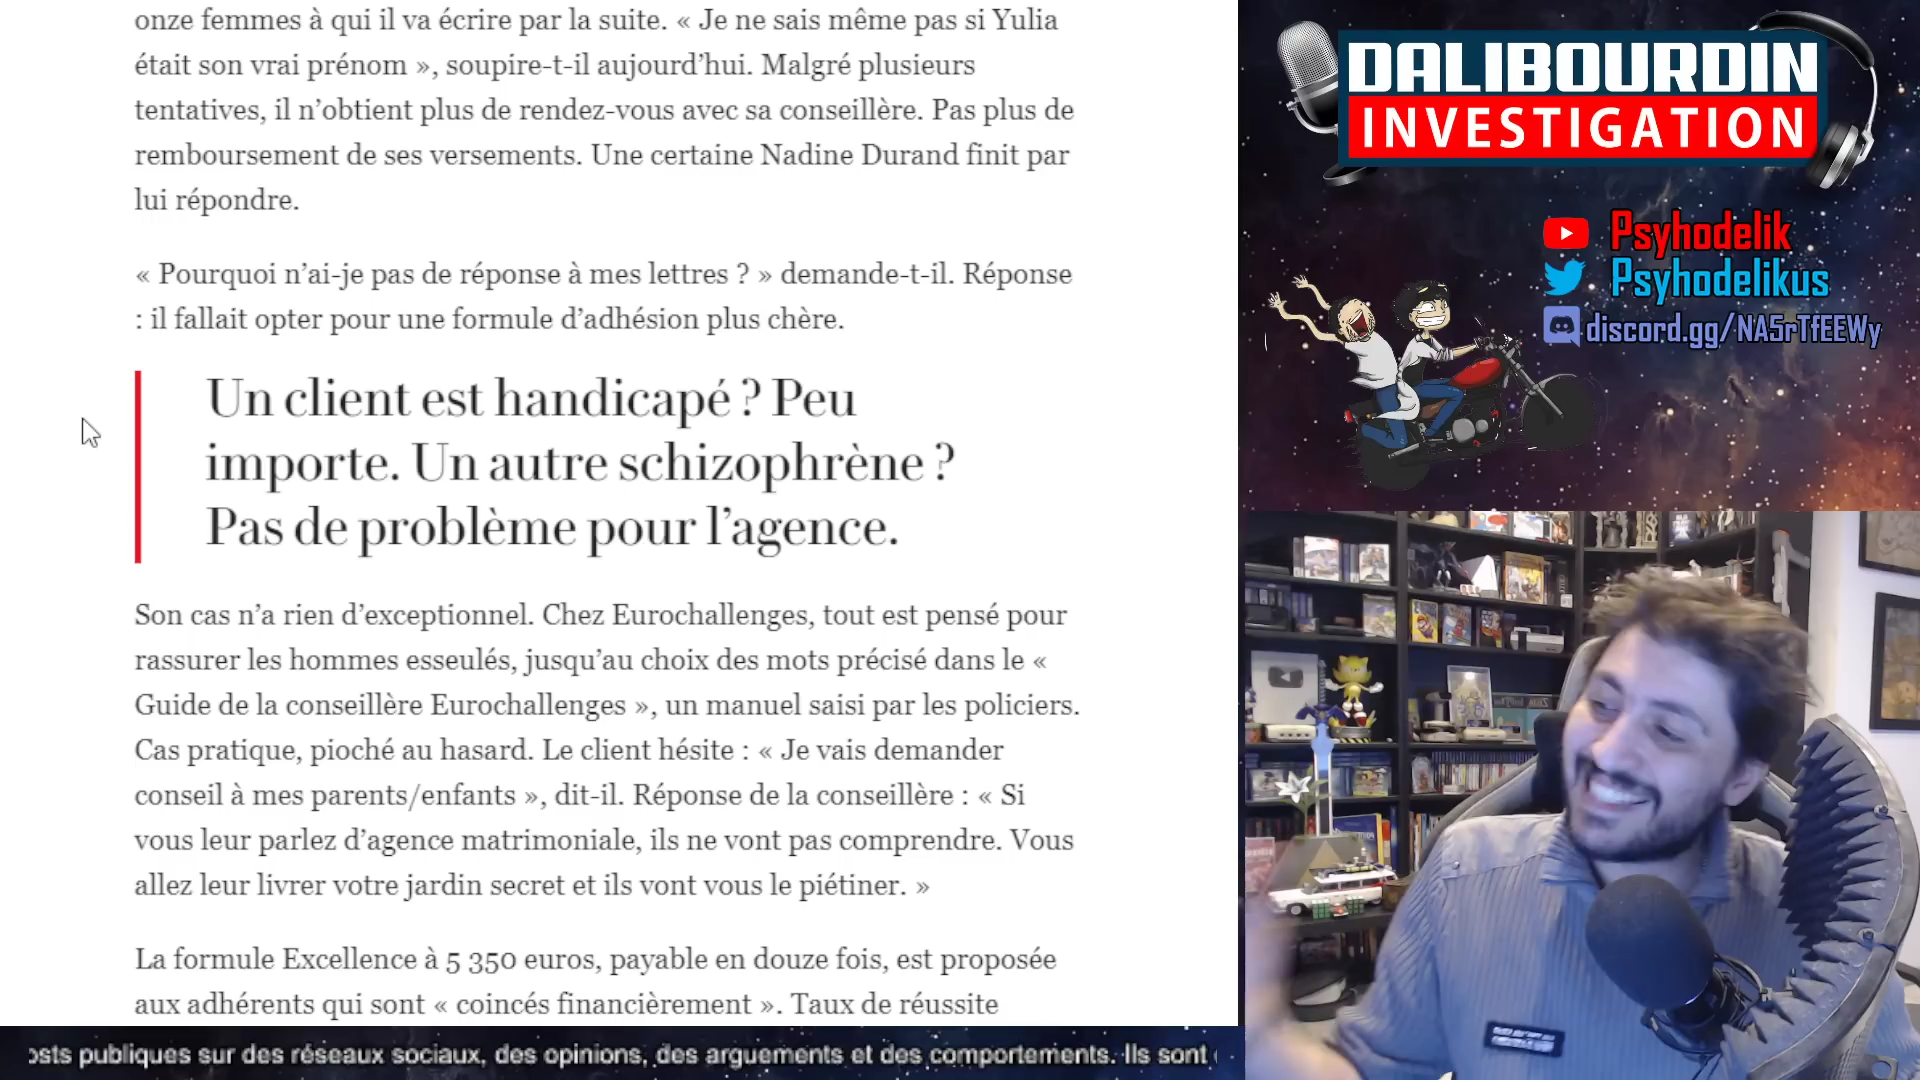 onze femmes à qui il va écrire par la suite. « Je ne sais même pas si Yulia
était son vrai prénom », soupire-t-il aujourd’hui. Malgré plusieurs
tentatives, il n’obtient plus de rendez-vous avec sa conseillère. Pas plus de
remboursement de ses versements. Une certaine Nadine Durand finit par
lui répondre.
« Pourquoi n’ai-je pas de réponse à mes lettres ? » demande-t-il. Réponse
: il fallait opter pour une formule d’adhésion plus chère.
Un client est handicapé ? Peu
importe. Un autre schizophrène ?
Pas de problème pour l’agence.
Son cas n’a rien d’exceptionnel. Chez Eurochallenges, tout est pensé pour
rassurer les hommes esseulés, jusqu’au choix des mots précisé dans le «
Guide de la conseillère Eurochallenges », un manuel saisi par les policiers.
Cas pratique, pioché au hasard. Le client hésite : « Je vais demander
conseil à mes parents/enfants », dit-il. Réponse de la conseillère : « Si
vous leur parlez d’agence matrimoniale, ils ne vont pas comprendre. Vous
allez leur livrer votre jardin secret et ils vont vous le piétiner. »
La formule Excellence à 5 350 euros, payable en douze fois, est proposée
aux adhérents qui sont « coincés financièrement ». Taux de réussite
DALIBOURDIN
INVESTIGATION
Psyhodelik
Psyhodelikus
discord.gg/NA5rTfEEWy
publiques sur des réseaux sociaux, des opinions, des arguements et des comportements. Ils sont